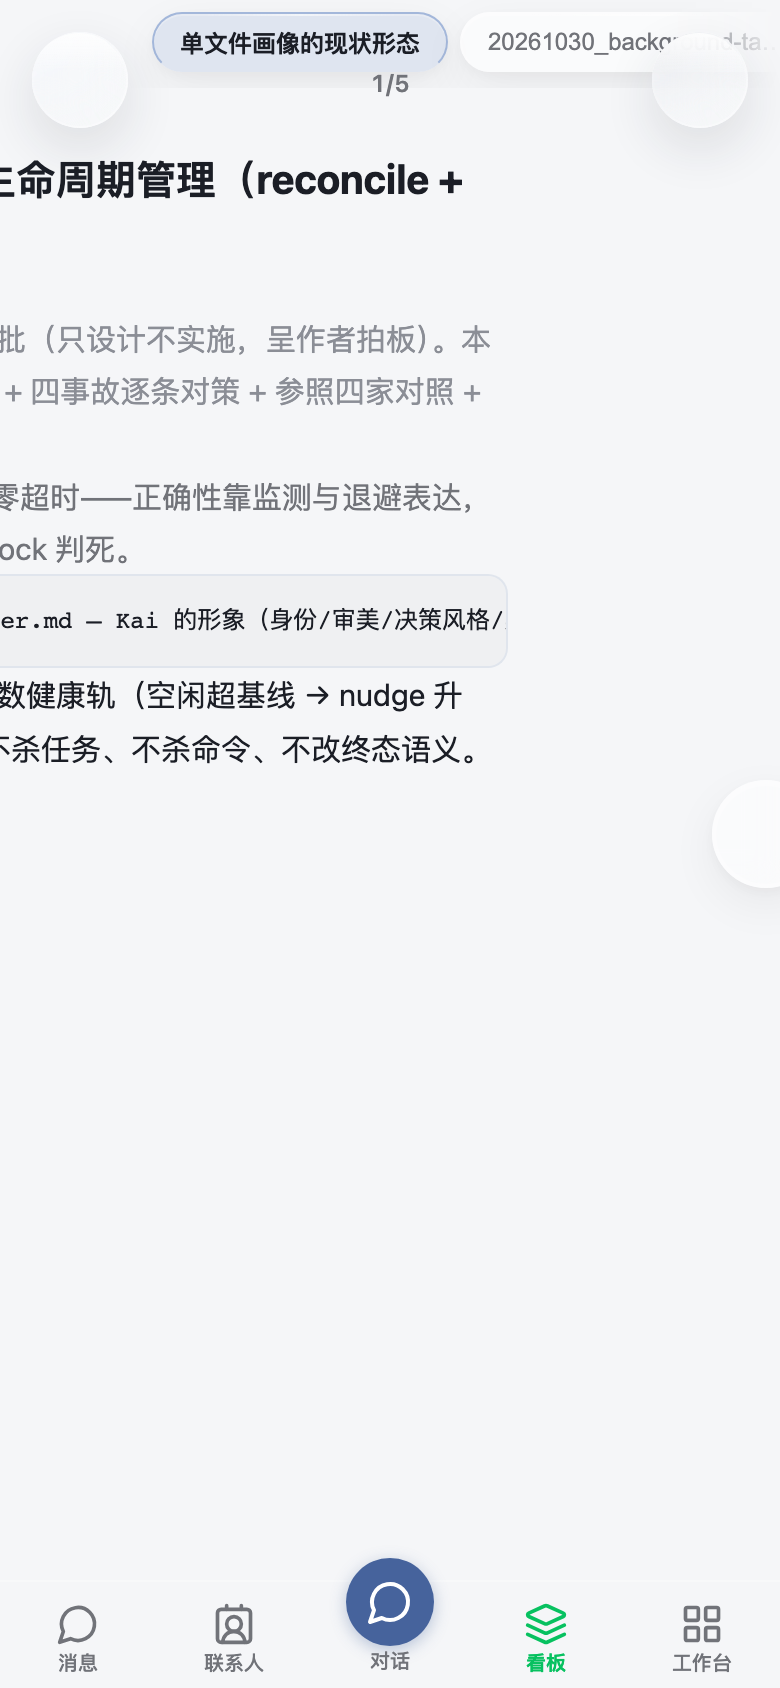 单文件画像的现状形态
20261030_background-ta...
1/5
生命周期管理（reconcile +
批（只设计不实施，呈作者拍板）。本
+ 四事故逐条对策 + 参照四家对照 +
零超时——正确性靠监测与退避表达，
ock 判死。
er.md — Kai 的形象（身份/审美/决策风格/
数健康轨（空闲超基线 → nudge 升
不杀任务、不杀命令、不改终态语义。
消息
联系人
对话
看板
工作台